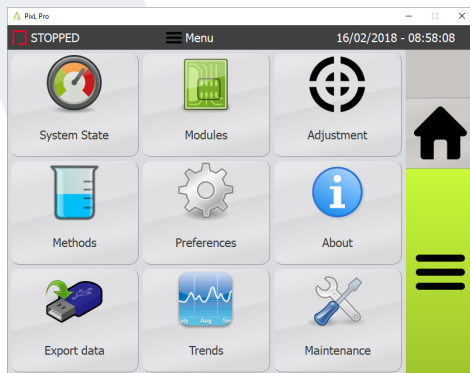 PixL Pro
STOPPED
Menu
16/02/2018 - 08:58:08
System State
Modules
Adjustment
Methods
Preferences
About
Export data
Aug
Trends
Maintenance